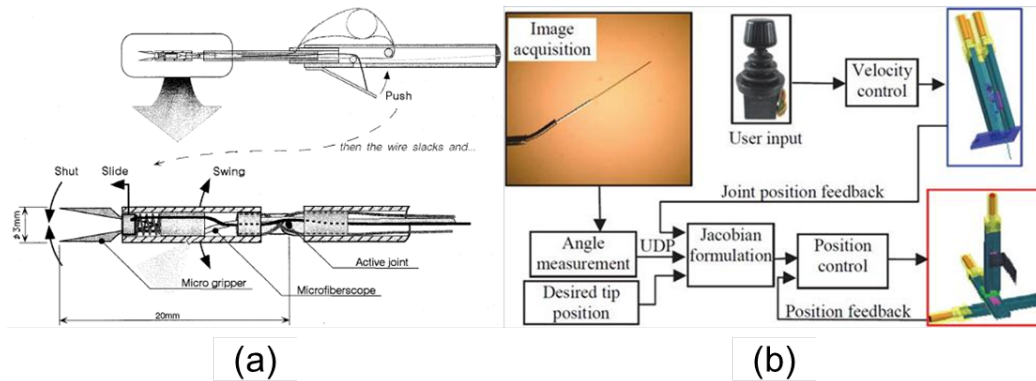 Push
then the wire slacks and...
Shut
Slide
Swing
ϕ3mm
Active joint
Micro gripper
Microfiberscope
20mm
(a)
Image
acquisition
User input
Velocity
control
Joint position feedback
Angle
measurement
UDP
Jacobian
formulation
Position
control
Desired tip
position
Position feedback
(b)